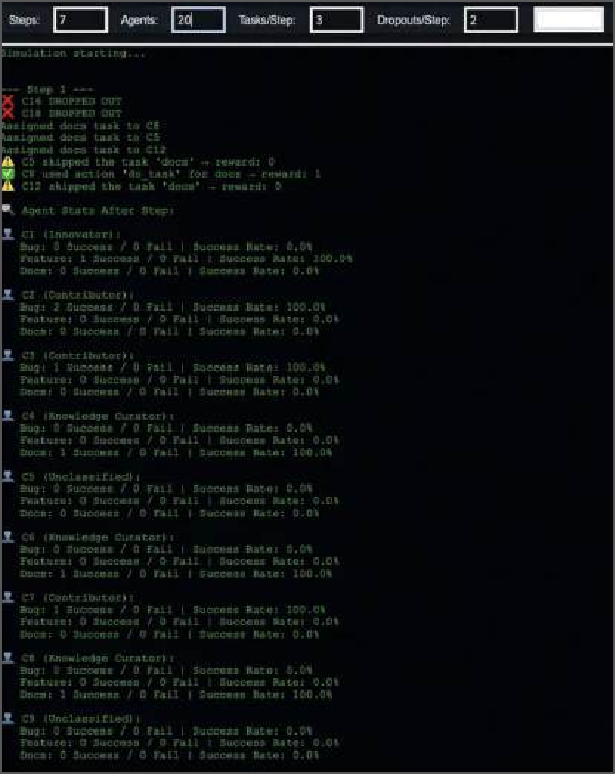 Steps: 7 Agents: 20 Tasks/Step: 3 Dropouts/Step: 2
Simulation starting...
--- Step 1 ---
❌ C16 DROPPED OUT
❌ C18 DROPPED OUT
Assigned docs task to C8
Assigned docs task to C5
Assigned docs task to C12
⚠️ C5 skipped the task 'docs' → reward: 0
✅ C8 used action 'do_task' for docs → reward: 1
⚠️ C12 skipped the task 'docs' → reward: 0
Agent Stats After Step:
C1 (Innovator):
Bug: 0 Success / 0 Fail | Success Rate: 0.0%
Feature: 1 Success / 0 Fail | Success Rate: 100.0%
Docs: 0 Success / 0 Fail | Success Rate: 0.0%
C2 (Contributor):
Bug: 2 Success / 0 Fail | Success Rate: 100.0%
Feature: 0 Success / 0 Fail | Success Rate: 0.0%
Docs: 0 Success / 0 Fail | Success Rate: 0.0%
C3 (Contributor):
Bug: 1 Success / 0 Fail | Success Rate: 100.0%
Feature: 0 Success / 0 Fail | Success Rate: 0.0%
Docs: 0 Success / 0 Fail | Success Rate: 0.0%
C4 (Knowledge Curator):
Bug: 0 Success / 0 Fail | Success Rate: 0.0%
Feature: 0 Success / 0 Fail | Success Rate: 0.0%
Docs: 1 Success / 0 Fail | Success Rate: 100.0%
C5 (Unclassified):
Bug: 0 Success / 0 Fail | Success Rate: 0.0%
Feature: 0 Success / 0 Fail | Success Rate: 0.0%
Docs: 0 Success / 0 Fail | Success Rate: 0.0%
C6 (Knowledge Curator):
Bug: 0 Success / 0 Fail | Success Rate: 0.0%
Feature: 0 Success / 0 Fail | Success Rate: 0.0%
Docs: 1 Success / 0 Fail | Success Rate: 100.0%
C7 (Contributor):
Bug: 1 Success / 0 Fail | Success Rate: 100.0%
Feature: 0 Success / 0 Fail | Success Rate: 0.0%
Docs: 0 Success / 0 Fail | Success Rate: 0.0%
C8 (Knowledge Curator):
Bug: 0 Success / 0 Fail | Success Rate: 0.0%
Feature: 0 Success / 0 Fail | Success Rate: 0.0%
Docs: 1 Success / 0 Fail | Success Rate: 100.0%
C9 (Unclassified):
Bug: 0 Success / 0 Fail | Success Rate: 0.0%
Feature: 0 Success / 0 Fail | Success Rate: 0.0%
Docs: 0 Success / 0 Fail | Success Rate: 0.0%